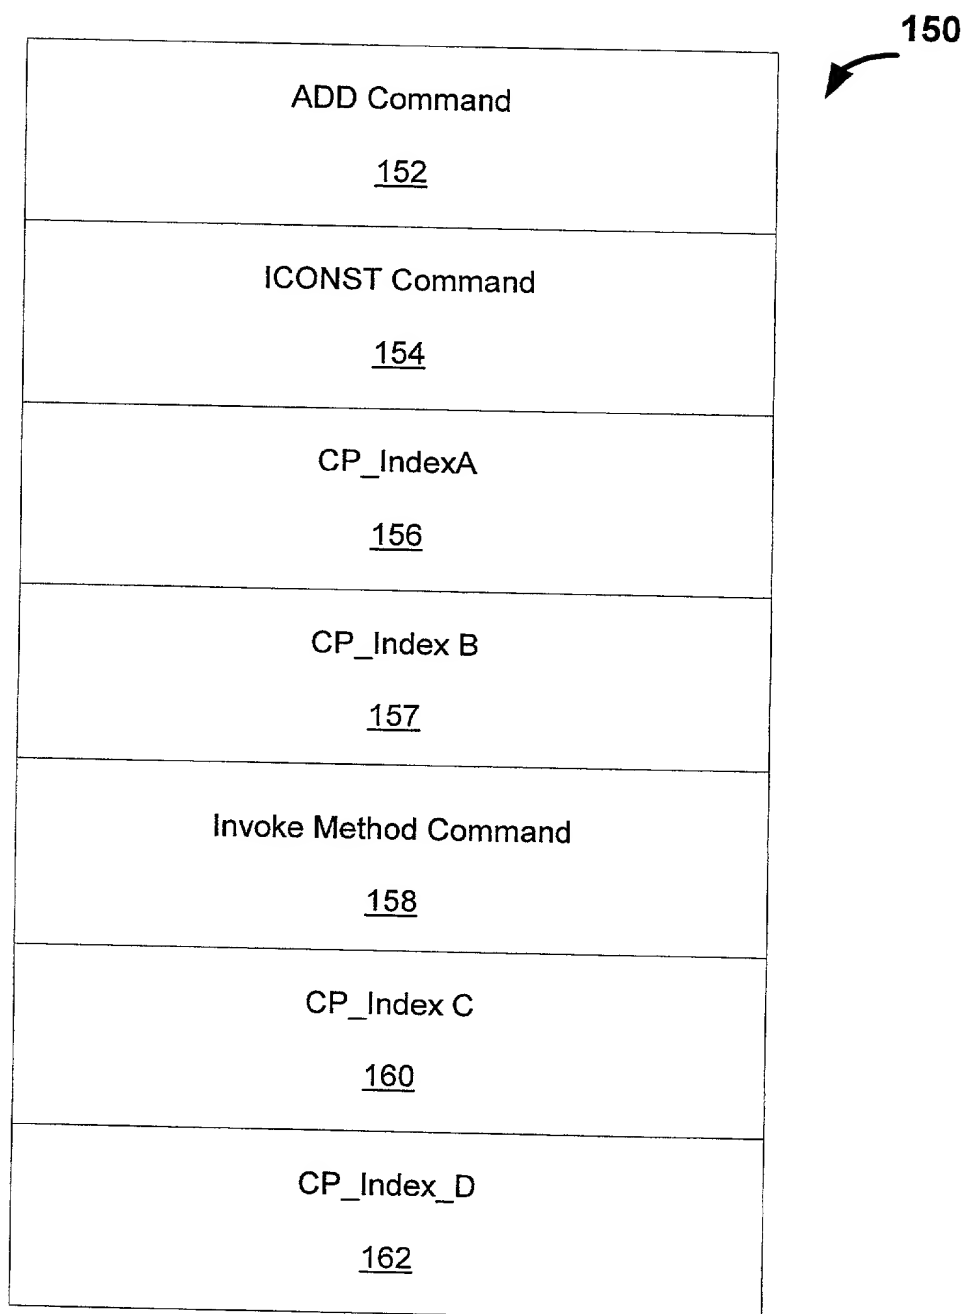 150
ADD Command
152
ICONST Command
154
CP_IndexA
156
CP_Index B
157
Invoke Method Command
158
CP_Index C
160
CP_Index_D
162